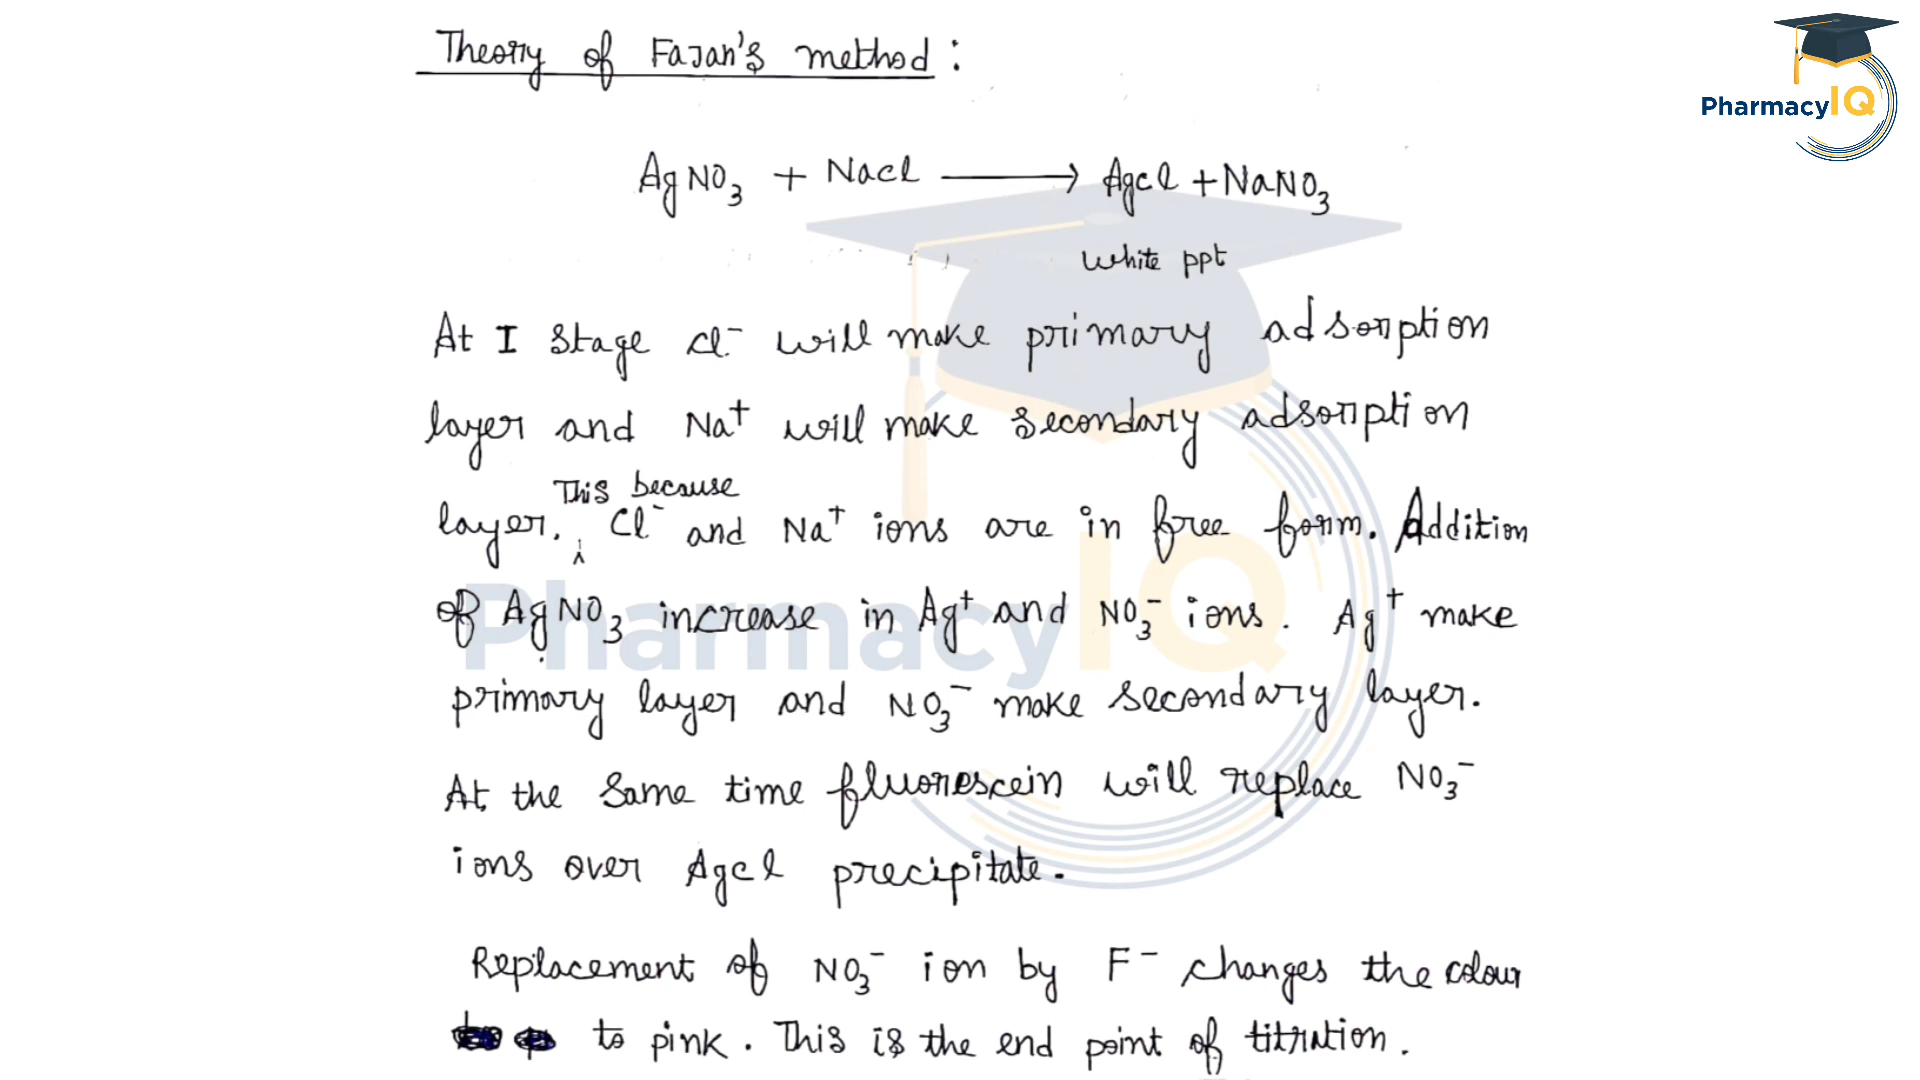 Theory of Fajan's method :
PharmacyIQ
AgNO3 + Nacl ⟶ Agcl + NaNO3
white ppt
At I stage cl⁻ will make primary adsorption
layer and Na⁺ will make secondary adsorption
This because
layer. ʌ Cl⁻ and Na⁺ ions are in free form. Addition
of AgNO3 increase in Ag⁺ and NO3⁻ ions. Ag⁺ make
primary layer and NO3⁻ make secondary layer.
PharmacyIQ
At the same time fluorescein will replace NO3⁻
ions over Agcl precipitate.
Replacement of NO3⁻ ion by F⁻ changes the colour
to pink. This is the end point of titration.